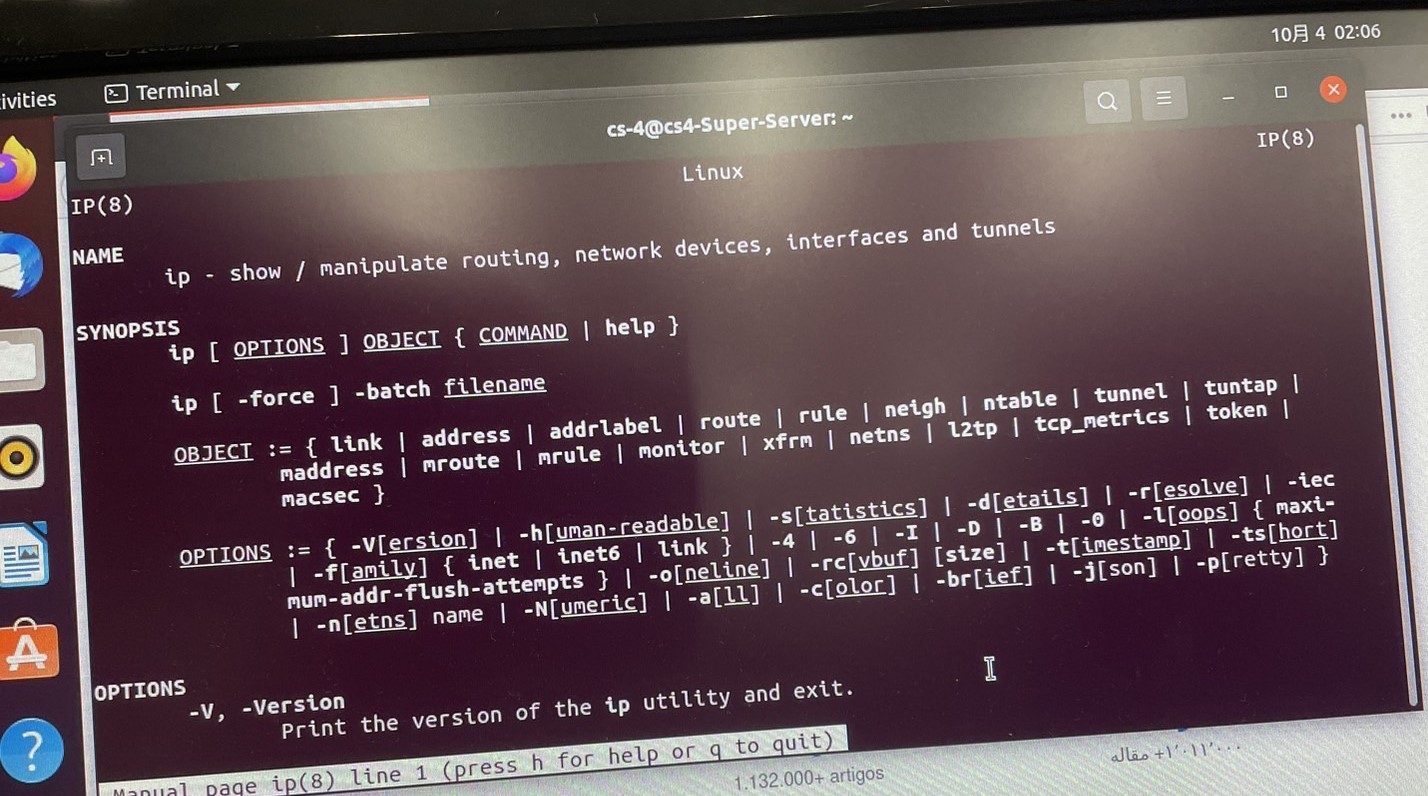 ivities
Terminal
10月 4 02:06
cs-4@cs4-Super-Server: ~
IP(8)
Linux
IP(8)
NAME
ip - show / manipulate routing, network devices, interfaces and tunnels
SYNOPSIS
ip [ OPTIONS ] OBJECT { COMMAND | help }
ip [ -force ] -batch filename
OBJECT := { link | address | addrlabel | route | rule | neigh | ntable | tunnel | tuntap |
maddress | mroute | mrule | monitor | xfrm | netns | l2tp | tcp_metrics | token |
macsec }
OPTIONS := { -V[ersion] | -h[uman-readable] | -s[tatistics] | -d[etails] | -r[esolve] | -iec
| -f[amily] { inet | inet6 | link } | -4 | -6 | -I | -D | -B | -0 | -l[oops] { maxi-
mum-addr-flush-attempts } | -o[neline] | -rc[vbuf] [size] | -t[imestamp] | -ts[hort]
| -n[etns] name | -N[umeric] | -a[ll] | -c[olor] | -br[ief] | -j[son] | -p[retty] }
OPTIONS
-V, -Version
Print the version of the ip utility and exit.
Manual page ip(8) line 1 (press h for help or q to quit)
1.132.000+ artigos
مقاله